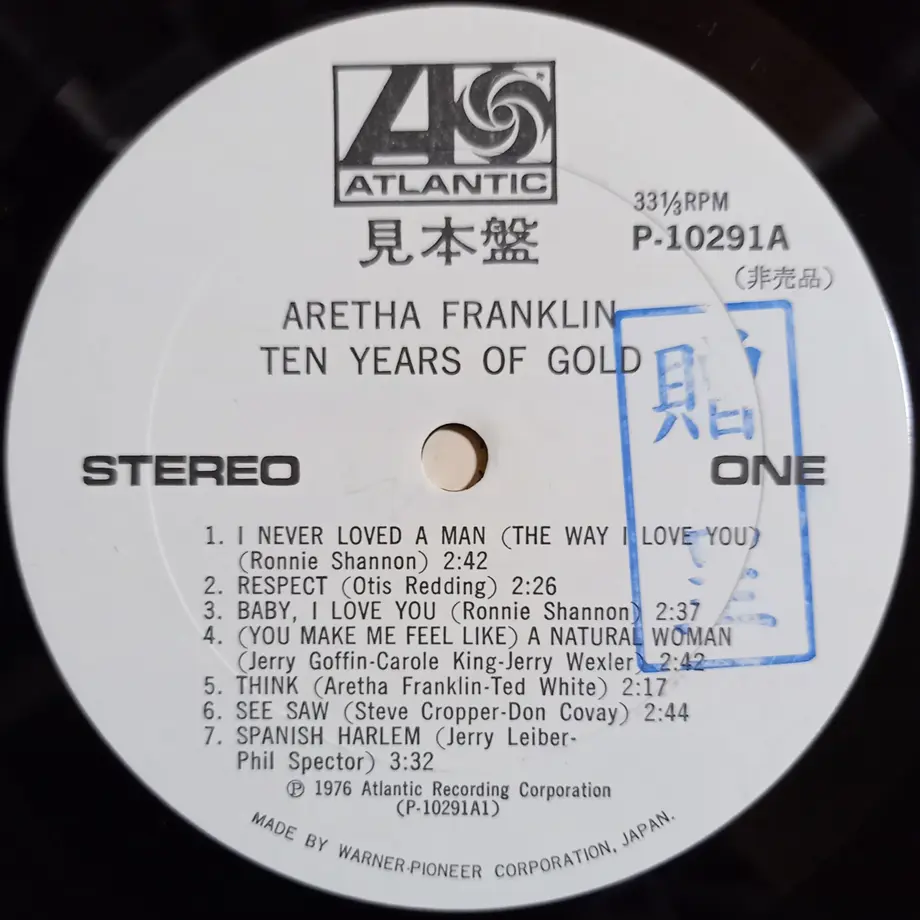 ATLANTIC
見本盤
33⅓RPM
P-10291A
(非売品)
ARETHA FRANKLIN
TEN YEARS OF GOLD
贈
STEREO
ONE
1. I NEVER LOVED A MAN (THE WAY I LOVE YOU)
(Ronnie Shannon) 2:42
2. RESPECT (Otis Redding) 2:26
3. BABY, I LOVE YOU (Ronnie Shannon) 2:37
4. (YOU MAKE ME FEEL LIKE) A NATURAL WOMAN
(Jerry Goffin-Carole King-Jerry Wexler) 2:42
5. THINK (Aretha Franklin-Ted White) 2:17
6. SEE SAW (Steve Cropper-Don Covay) 2:44
7. SPANISH HARLEM (Jerry Leiber-
Phil Spector) 3:32
Ⓟ 1976 Atlantic Recording Corporation
(P-10291A1)
MADE BY WARNER-PIONEER CORPORATION, JAPAN.